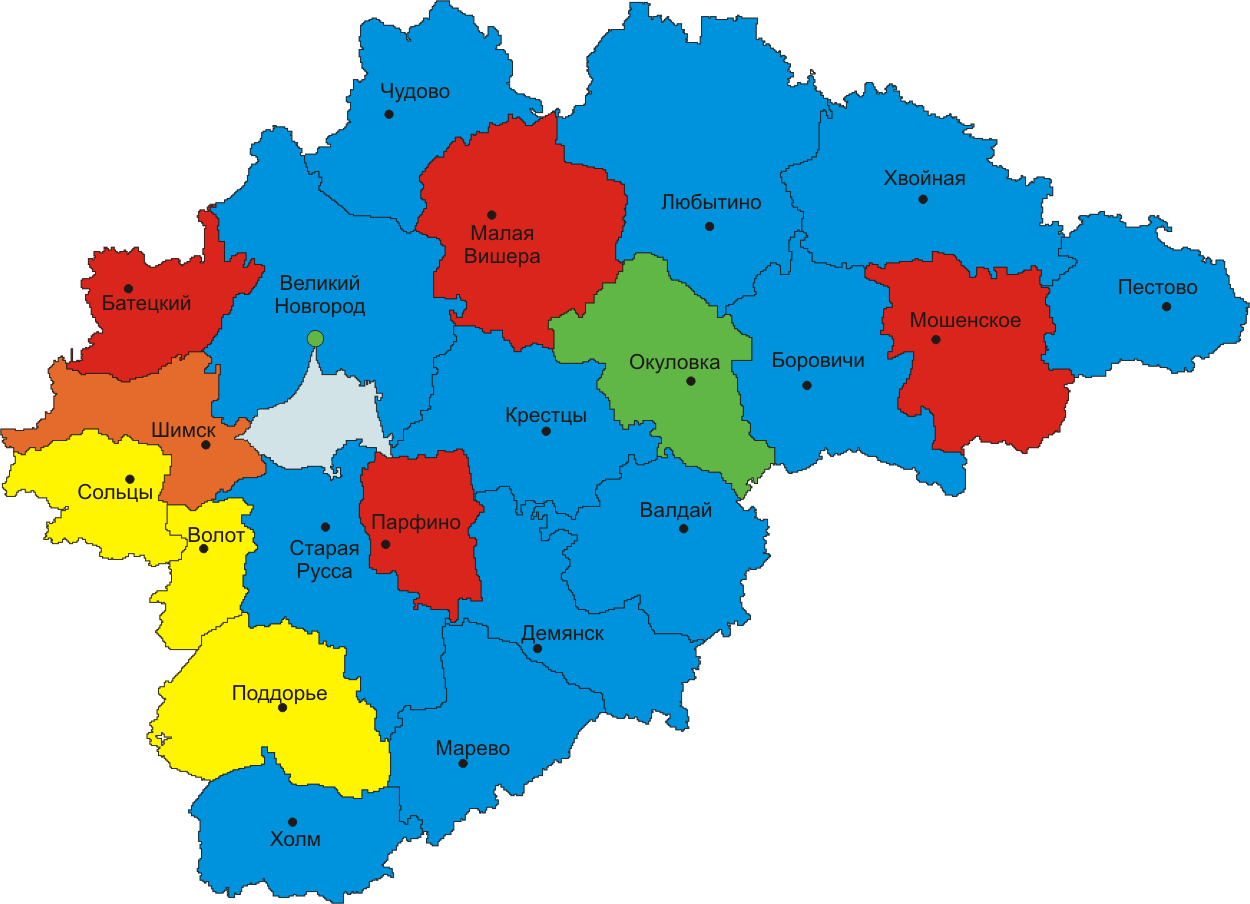 Чудово
Хвойная
Любытино
Малая
Вишера
Великий
Новгород
Пестово
Батецкий
Мошенское
Боровичи
Окуловка
Крестцы
Шимск
Сольцы
Валдай
Парфино
Волот
Старая
Русса
Демянск
Поддорье
Марево
Холм